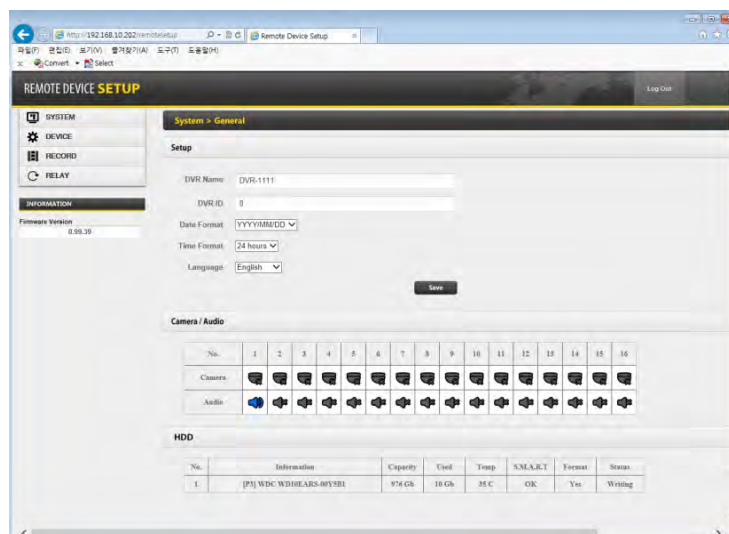 http://192.168.10.202/remotesetup
Remote Device Setup
파일(F) 편집(E) 보기(V) 즐겨찾기(A) 도구(T) 도움말(H)
x Convert Select
REMOTE DEVICE SETUP
Log Out
SYSTEM
DEVICE
RECORD
RELAY
INFORMATION
Firmware Version
0.99.39
System > General
Setup
DVR Name DVR-1111
DVR ID 0
Date Format YYYY/MM/DD
Time Format 24 hours
Language English
Save
Camera / Audio
No. 1 2 3 4 5 6 7 8 9 10 11 12 13 14 15 16
Camera
Audio
HDD
No. Information Capacity Used Temp S.M.A.R.T Format Status
1 [P3] WDC WD10EARS-00Y5B1 976 Gb 10 Gb 35 C OK Yes Writing